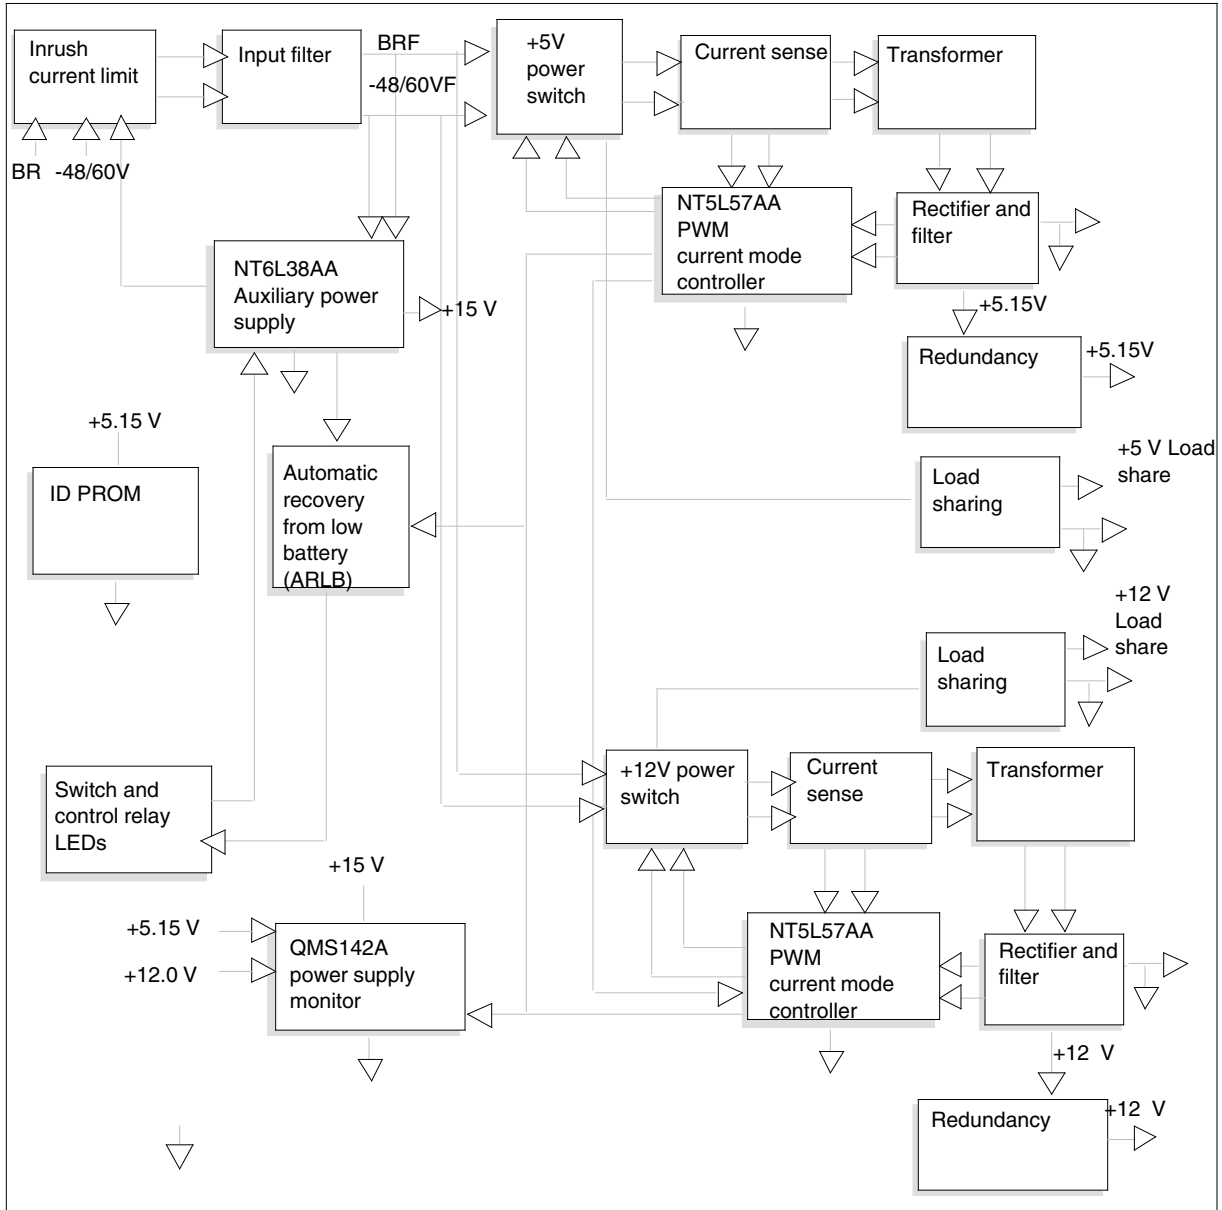 Inrush
current limit
Input filter
BRF
-48/60VF
+5V
power
switch
Current sense
Transformer
BR -48/60V
NT5L57AA
PWM
current mode
controller
Rectifier and
filter
NT6L38AA
Auxiliary power
supply
+15 V
+5.15V
Redundancy
+5.15V
+5.15 V
ID PROM
Automatic
recovery
from low
battery
(ARLB)
Load
sharing
+5 V Load
share
+12 V
Load
share
Load
sharing
Switch and
control relay
LEDs
+12V power
switch
Current
sense
Transformer
+15 V
+5.15 V
+12.0 V
QMS142A
power supply
monitor
NT5L57AA
PWM
current mode
controller
Rectifier and
filter
+12 V
Redundancy
+12 V